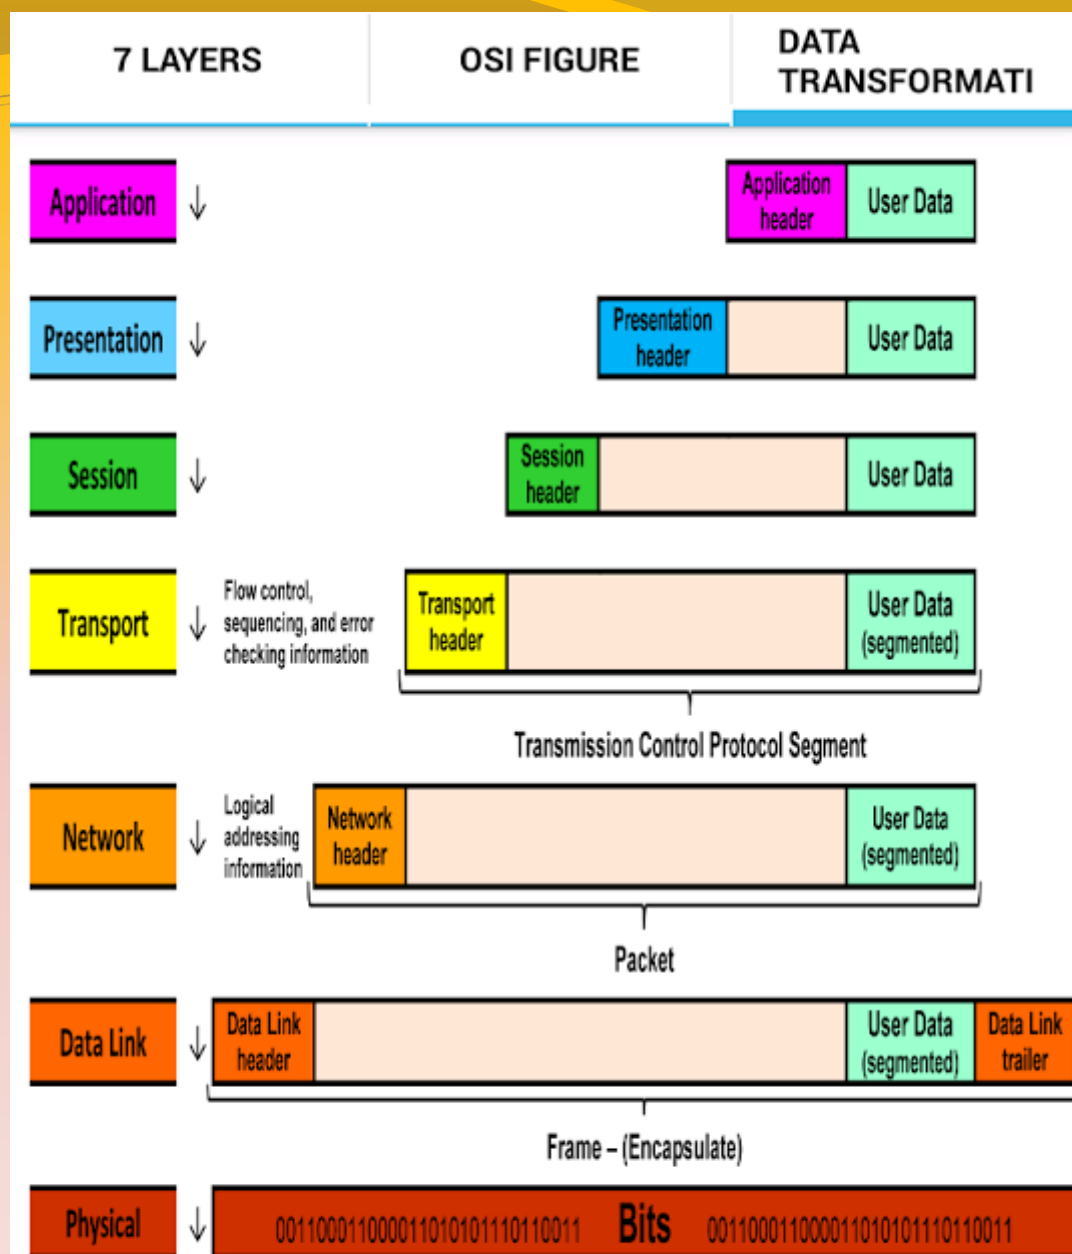 7 LAYERS
OSI FIGURE
DATA
TRANSFORMATI
Application
Application
header
User Data
Presentation
Presentation
header
User Data
Session
Session
header
User Data
Transport
Flow control,
sequencing, and error
checking information
Transport
header
User Data
(segmented)
Transmission Control Protocol Segment
Network
Logical
addressing
information
Network
header
User Data
(segmented)
Packet
Data Link
Data Link
header
User Data
(segmented)
Data Link
trailer
Frame – (Encapsulate)
Physical
001100011000011010101110110011 Bits 001100011000011010101110110011